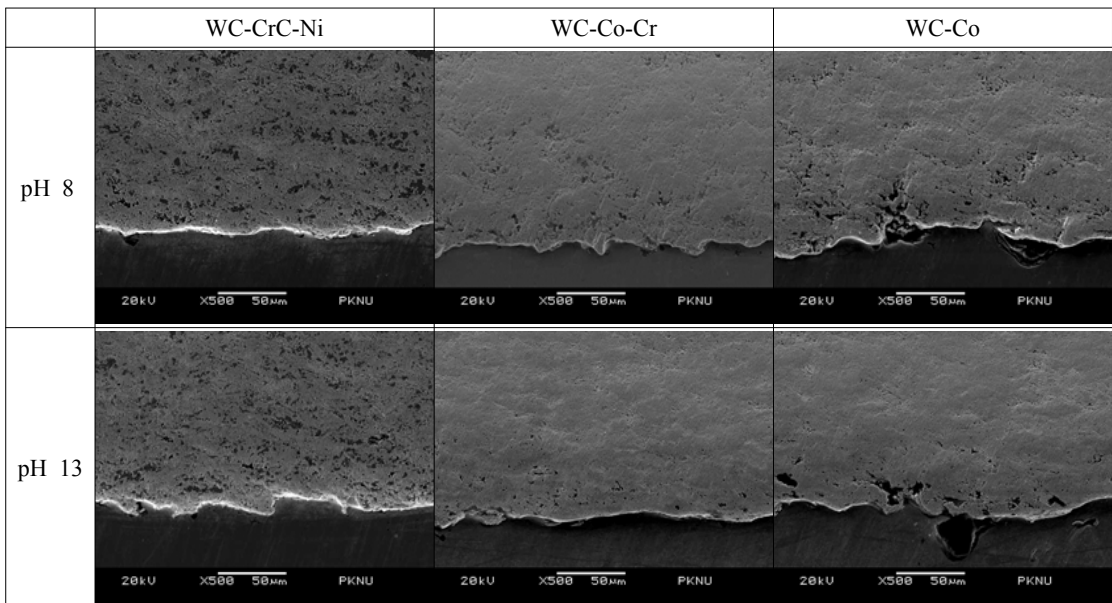 WC-CrC-Ni WC-Co-Cr WC-Co
pH 8
20kV X500 50μm PKNU 20kV X500 50μm PKNU 20kV X500 50μm PKNU
pH 13
20kV X500 50μm PKNU 20kV X500 50μm PKNU 20kV X500 50μm PKNU